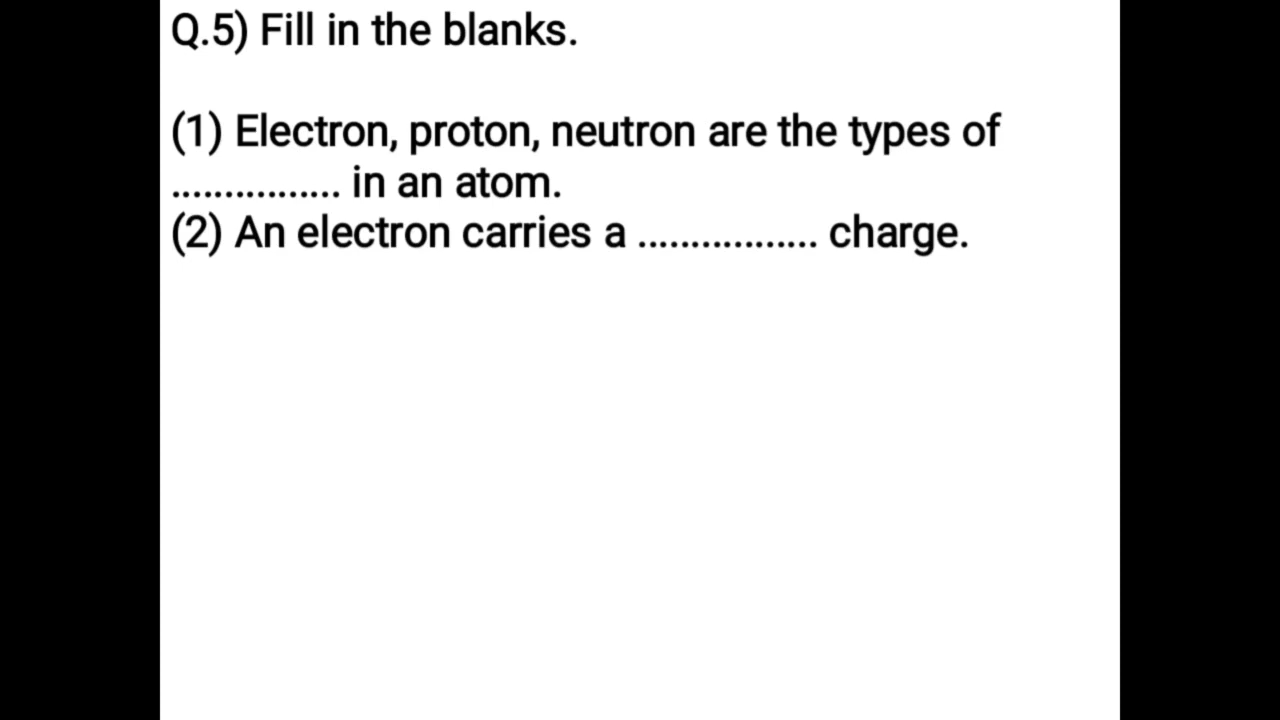 Q.5) Fill in the blanks.
(1) Electron, proton, neutron are the types of
................ in an atom.
(2) An electron carries a ................. charge.